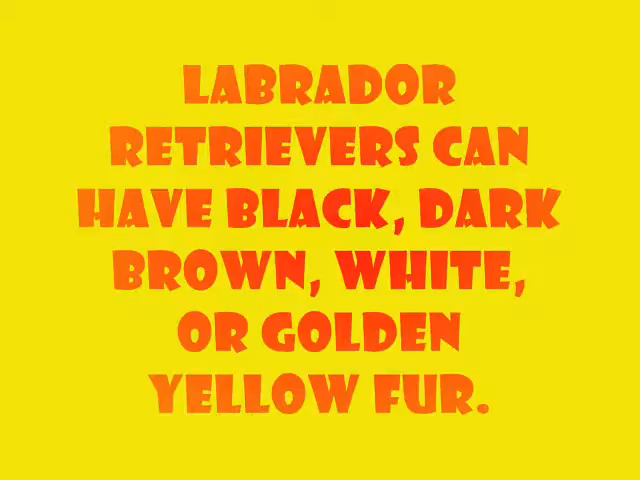 LABRADOR
RETRIEVERS CAN
HAVE BLACK, DARK
BROWN, WHITE,
OR GOLDEN
YELLOW FUR.